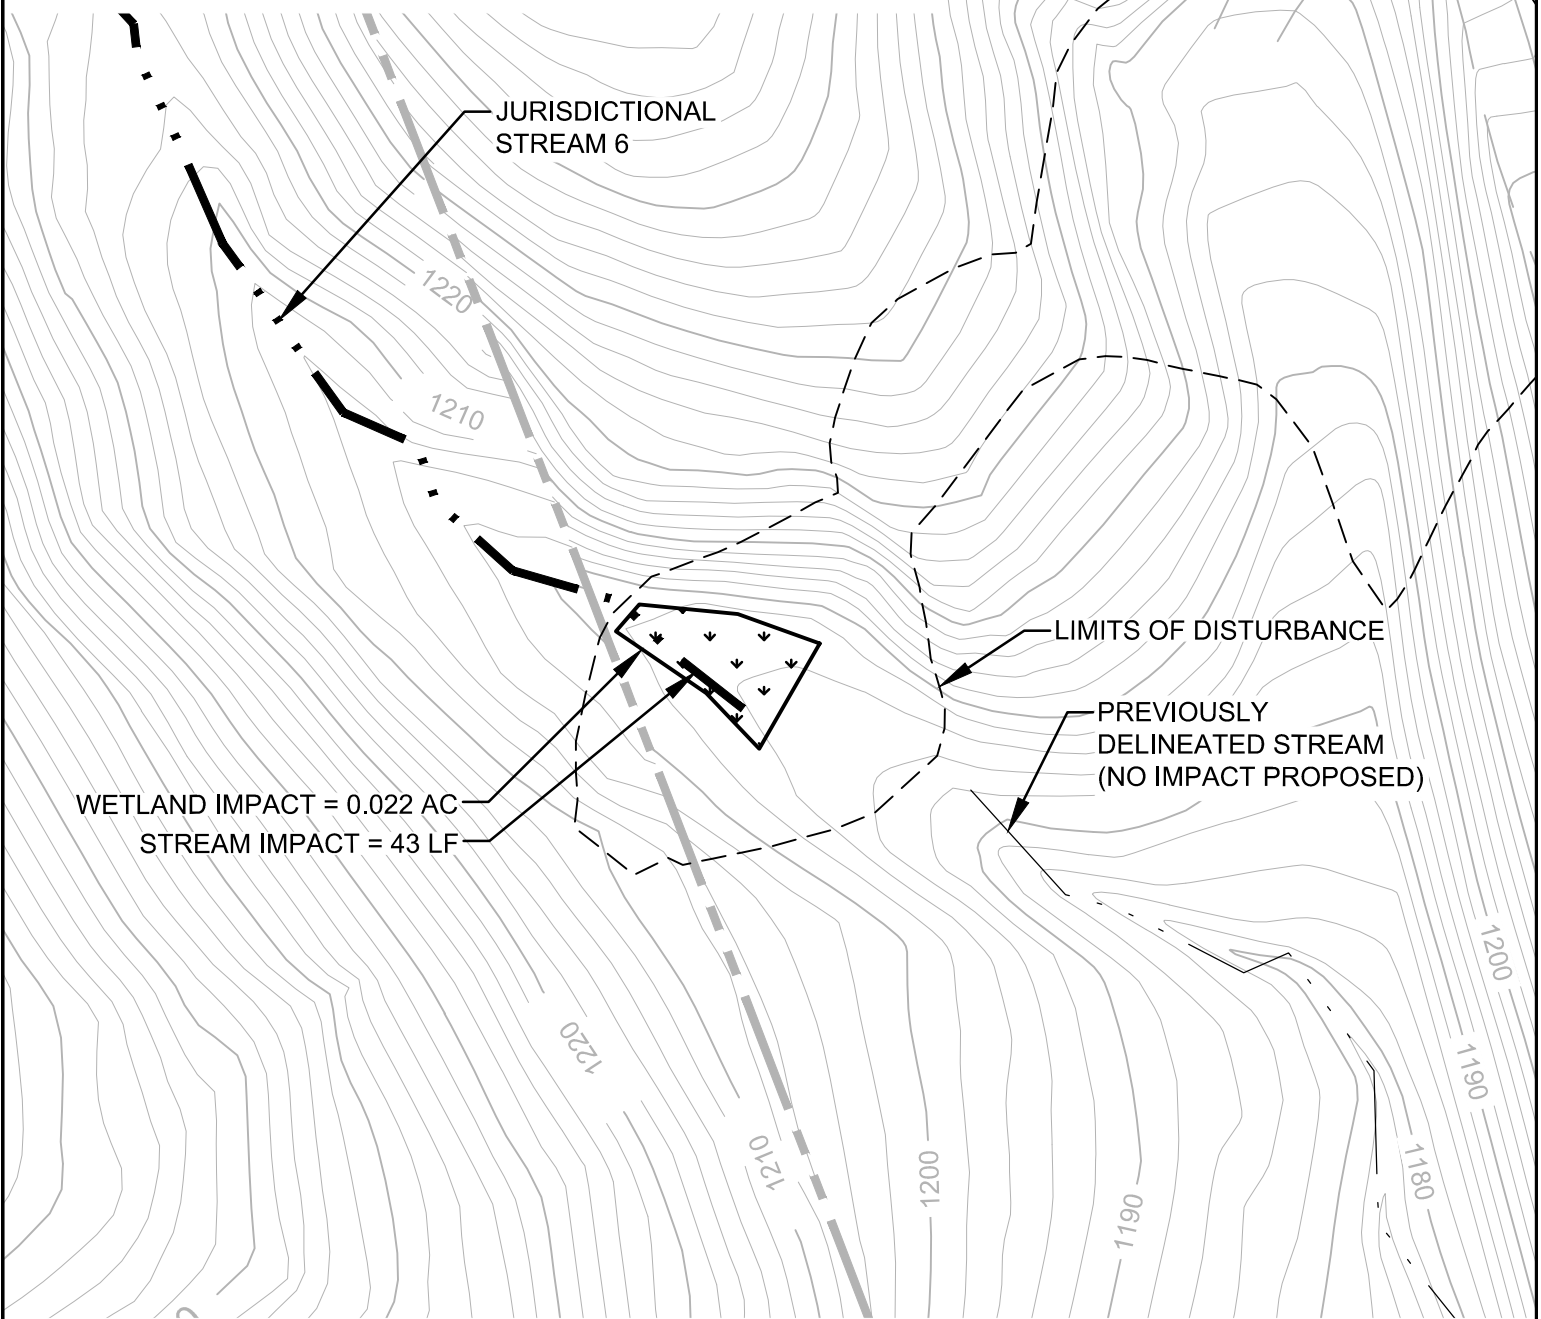 JURISDICTIONAL
STREAM 6
1220
1210
LIMITS OF DISTURBANCE
PREVIOUSLY
DELINEATED STREAM
(NO IMPACT PROPOSED)
WETLAND IMPACT = 0.022 AC
STREAM IMPACT = 43 LF
1200
1220
1190
1210
1200
1190
1180